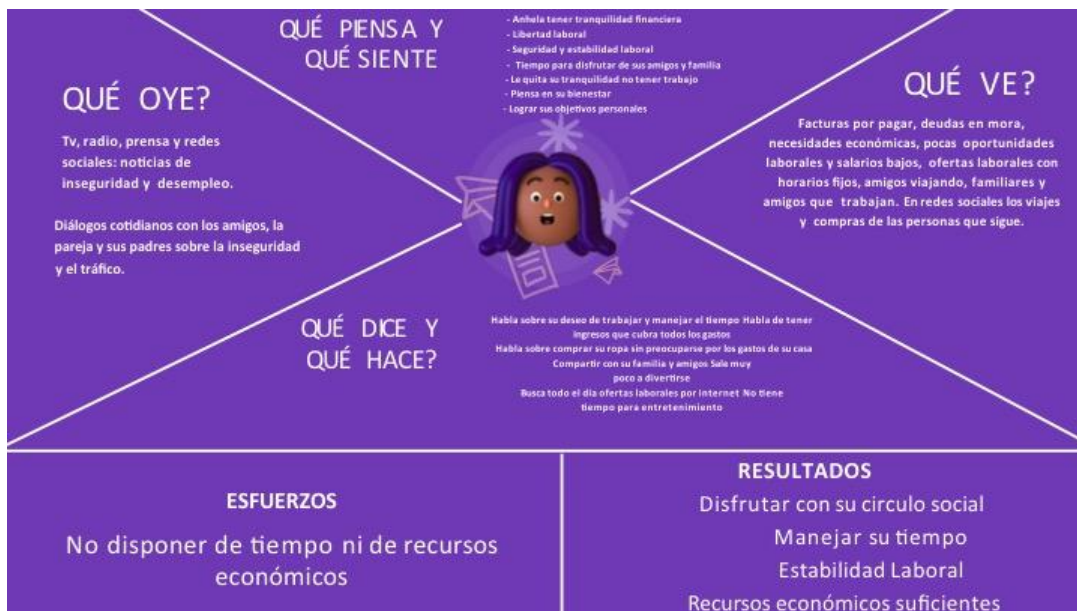 QUÉ PIENSA Y
QUÉ SIENTE
- Anhela tener tranquilidad financiera
- Libertad laboral
- Seguridad y estabilidad laboral
- Tiempo para disfrutar de sus amigos y familia
- Le quita su tranquilidad no tener trabajo
- Piensa en su bienestar
- Lograr sus objetivos personales
QUÉ OYE?
Tv, radio, prensa y redes
sociales: noticias de
inseguridad y desempleo.
Diálogos cotidianos con los amigos, la
pareja y sus padres sobre la inseguridad
y el tráfico.
QUÉ VE?
Facturas por pagar, deudas en mora,
necesidades económicas, pocas oportunidades
laborales y salarios bajos, ofertas laborales con
horarios fijos, amigos viajando, familiares y
amigos que trabajan. En redes sociales los viajes
y compras de las personas que sigue.
QUÉ DICE Y
QUÉ HACE?
Habla sobre su deseo de trabajar y manejar el tiempo Habla de tener
ingresos que cubra todos los gastos
Habla sobre comprar su ropa sin preocuparse por los gastos de su casa
Compartir con su familia y amigos Sale muy
poco a divertirse
Busca todo el dia ofertas laborales por internet No tiene
tiempo para entretenimiento
ESFUERZOS
No disponer de tiempo ni de recursos
económicos
RESULTADOS
Disfrutar con su circulo social
Manejar su tiempo
Estabilidad Laboral
Recursos económicos suficientes